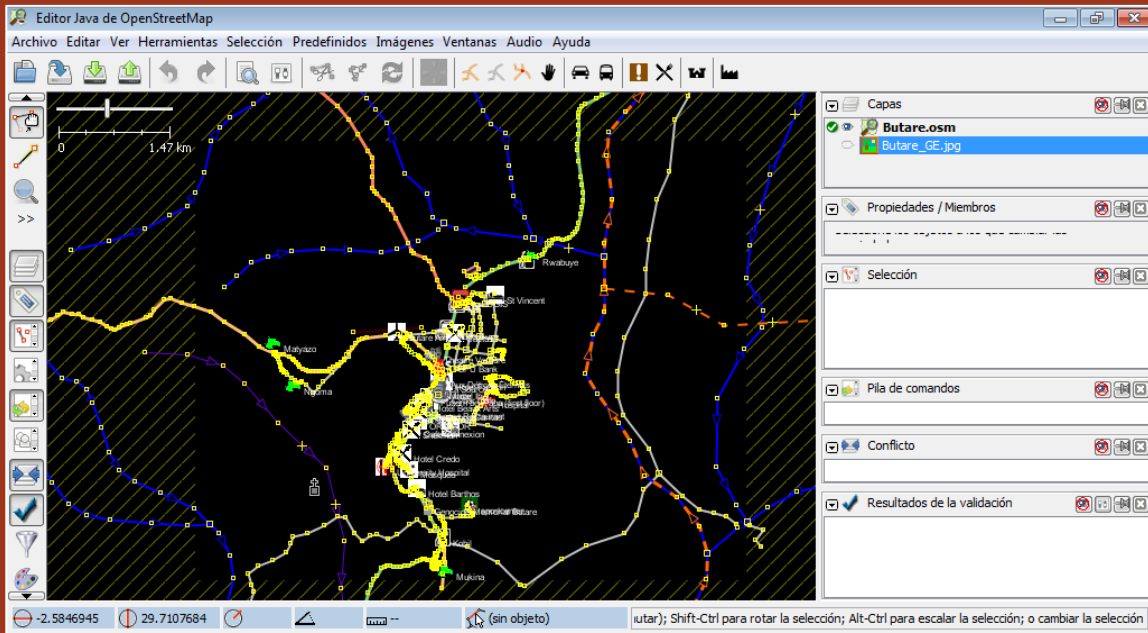 Editor Java de OpenStreetMap
Archivo Editar Ver Herramientas Selección Predefinidos Imágenes Ventanas Audio Ayuda
0 1.47 km
>>
Rwabuye
St Vincent
Matyazo
Ngoma
Hotel Credo
Hotel Barthos
Kobil
Mukina
Capas
Butare.osm
Butare_GE.jpg
Propiedades / Miembros
Selección
Pila de comandos
Conflicto
Resultados de la validación
-2.5846945 29.7107684 -- (sin objeto) utar); Shift-Ctrl para rotar la selección; Alt-Ctrl para escalar la selección; o cambiar la selección